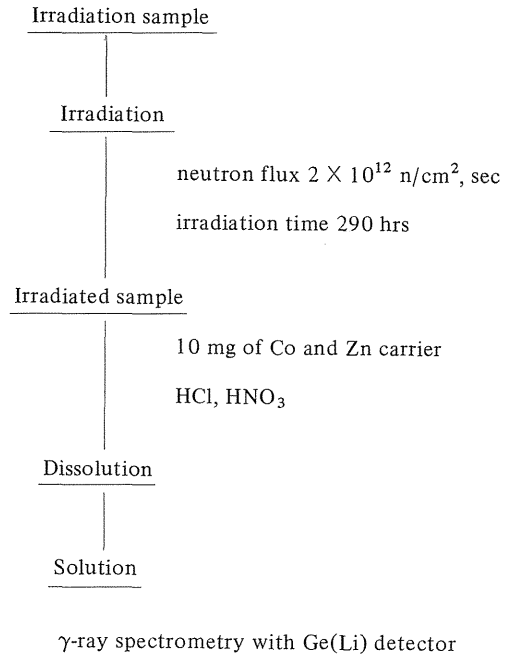 Irradiation sample
Irradiation
neutron flux 2 X 10¹² n/cm², sec
irradiation time 290 hrs
Irradiated sample
10 mg of Co and Zn carrier
HCl, HNO₃
Dissolution
Solution
γ-ray spectrometry with Ge(Li) detector